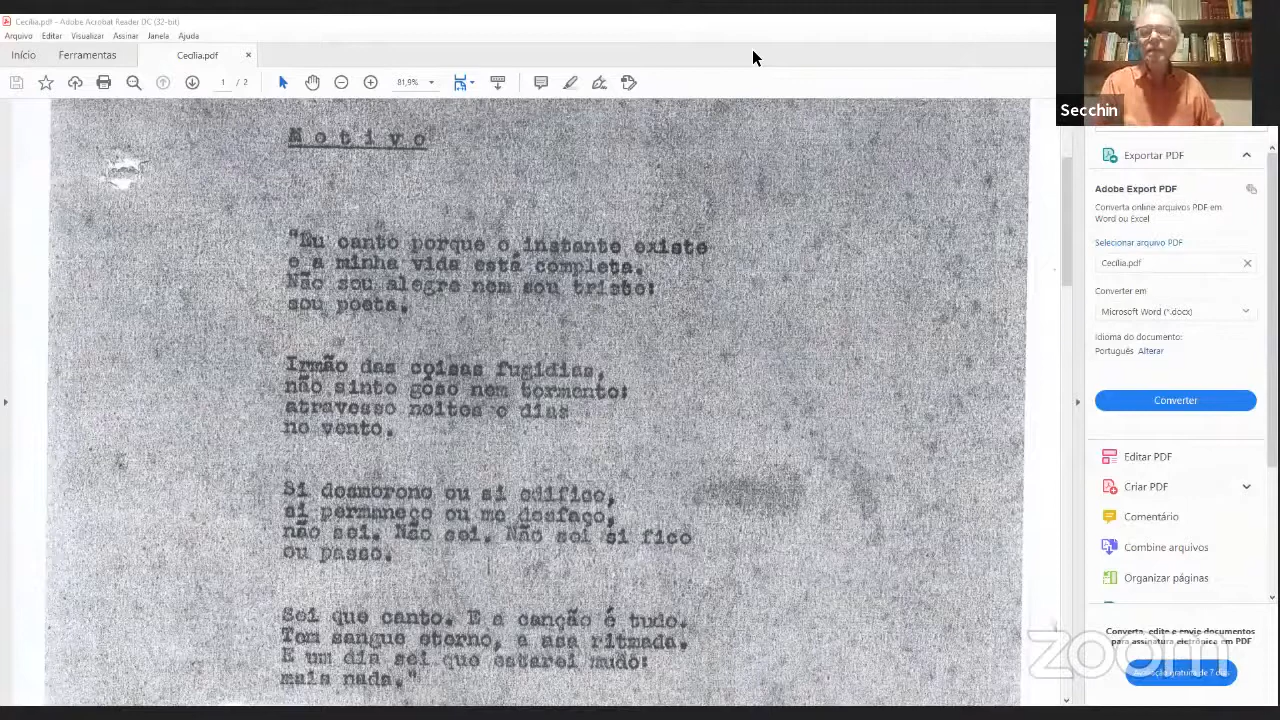 Cecília.pdf - Adobe Acrobat Reader DC (32-bit)
Arquivo Editar Visualizar Assinar Janela Ajuda
Início Ferramentas Cecília.pdf ×
1 / 2 81,9%
Secchin
M o t i v o
"Eu canto porque o instante existe
e a minha vida está completa.
Não sou alegre nem sou triste:
sou poeta.
Irmão das coisas fugidias,
não sinto gôso nem tormento:
atravesso noites dias
no vento.
Si desmorono ou si edifico,
si permaneço ou me desfaço,
não sei. Não sei. Não sei si fico
ou passo.
Sei que canto. E a canção é tudo.
Tem sangue eterno, a asa ritmada.
E um dia sei que estarei mudo:
mais nada."
Exportar PDF
Adobe Export PDF
Converta online arquivos PDF em
Word ou Excel
Selecionar arquivo PDF
Cecília.pdf
Converter em
Microsoft Word (*.docx)
Idioma do documento:
Português Alterar
Converter
Editar PDF
Criar PDF
Comentário
Combine arquivos
Organizar páginas
Converta, edite e envie documentos
para assinatura eletrônica em PDF
gratuita de 7 dias
zoom